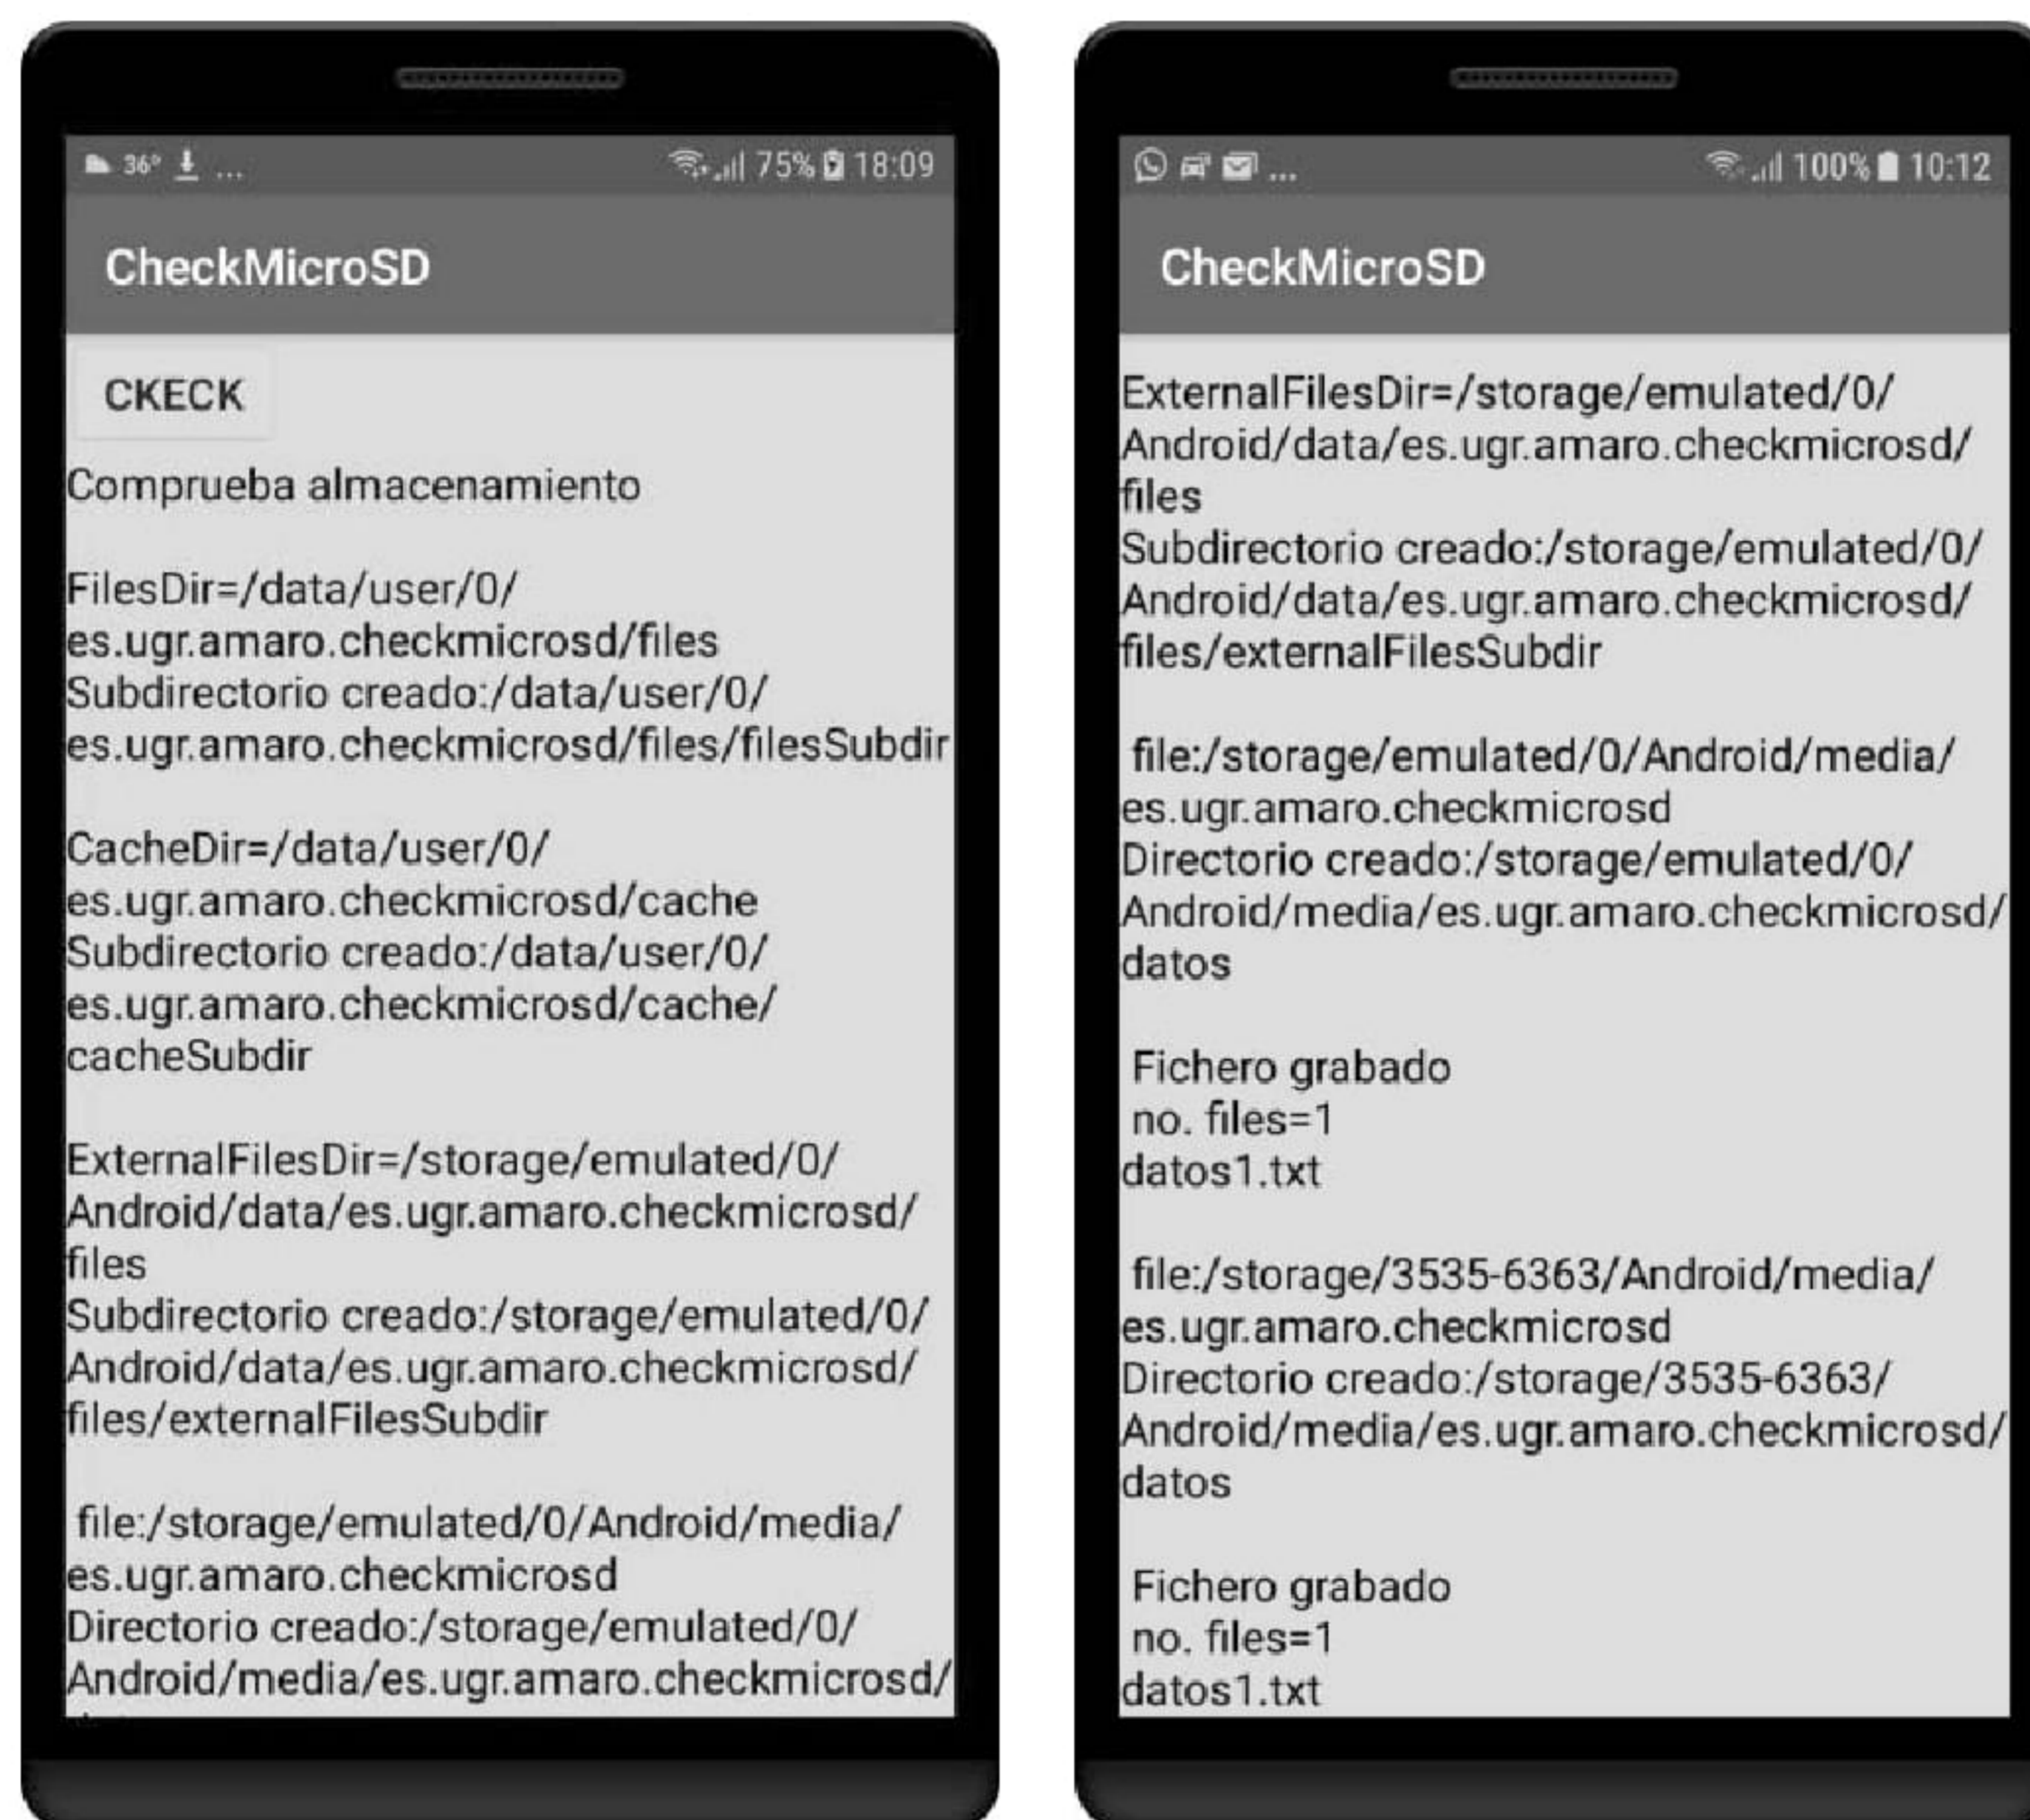 36° ...
75% 18:09
CheckMicroSD
CKECK
Comprueba almacenamiento
FilesDir=/data/user/0/
es.ugr.amaro.checkmicrosd/files
Subdirectorio creado:/data/user/0/
es.ugr.amaro.checkmicrosd/files/filesSubdir
CacheDir=/data/user/0/
es.ugr.amaro.checkmicrosd/cache
Subdirectorio creado:/data/user/0/
es.ugr.amaro.checkmicrosd/cache/
cacheSubdir
ExternalFilesDir=/storage/emulated/0/
Android/data/es.ugr.amaro.checkmicrosd/
files
Subdirectorio creado:/storage/emulated/0/
Android/data/es.ugr.amaro.checkmicrosd/
files/externalFilesSubdir
file:/storage/emulated/0/Android/media/
es.ugr.amaro.checkmicrosd
Directorio creado:/storage/emulated/0/
Android/media/es.ugr.amaro.checkmicrosd/
... 100% 10:12
CheckMicroSD
ExternalFilesDir=/storage/emulated/0/
Android/data/es.ugr.amaro.checkmicrosd/
files
Subdirectorio creado:/storage/emulated/0/
Android/data/es.ugr.amaro.checkmicrosd/
files/externalFilesSubdir
file:/storage/emulated/0/Android/media/
es.ugr.amaro.checkmicrosd
Directorio creado:/storage/emulated/0/
Android/media/es.ugr.amaro.checkmicrosd/
datos
Fichero grabado
no. files=1
datos1.txt
file:/storage/3535-6363/Android/media/
es.ugr.amaro.checkmicrosd
Directorio creado:/storage/3535-6363/
Android/media/es.ugr.amaro.checkmicrosd/
datos
Fichero grabado
no. files=1
datos1.txt